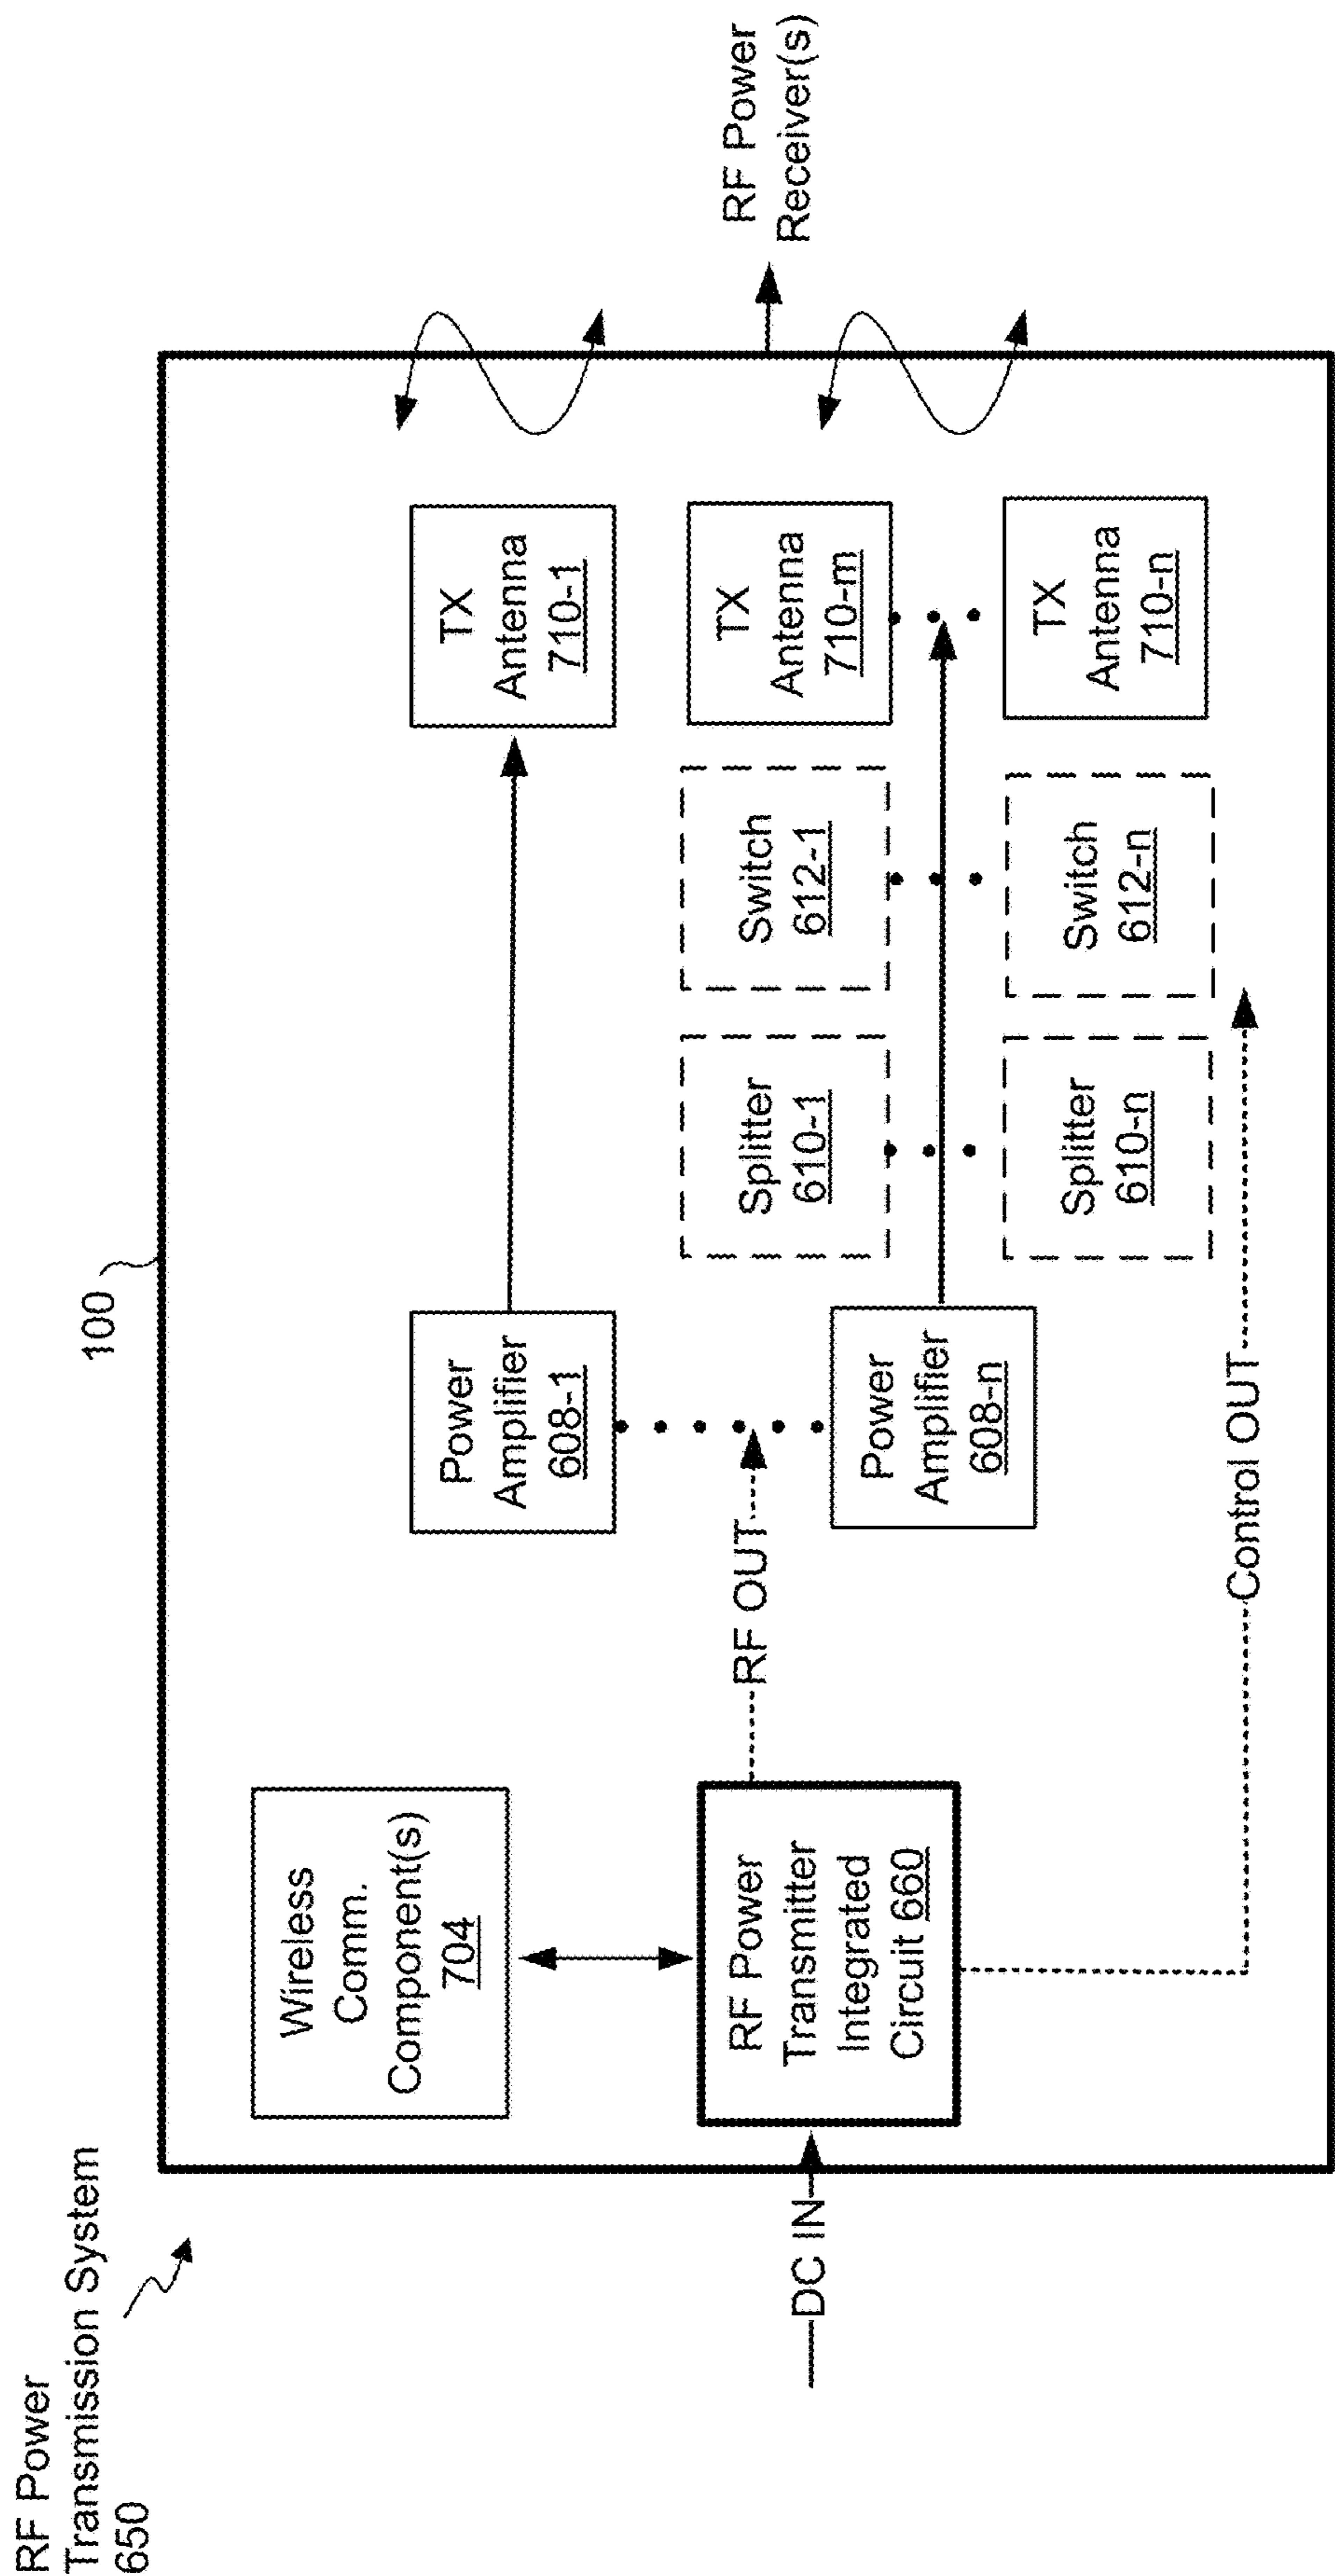 RF Power
Transmission System
650
100
Wireless
Comm.
Component(s)
704
DC IN
RF Power
Transmitter
Integrated
Circuit 660
RF OUT
Control OUT
Power
Amplifier
608-1
Power
Amplifier
608-n
Splitter
610-1
Splitter
610-n
Switch
612-1
Switch
612-n
TX
Antenna
710-1
TX
Antenna
710-m
TX
Antenna
710-n
RF Power
Receiver(s)